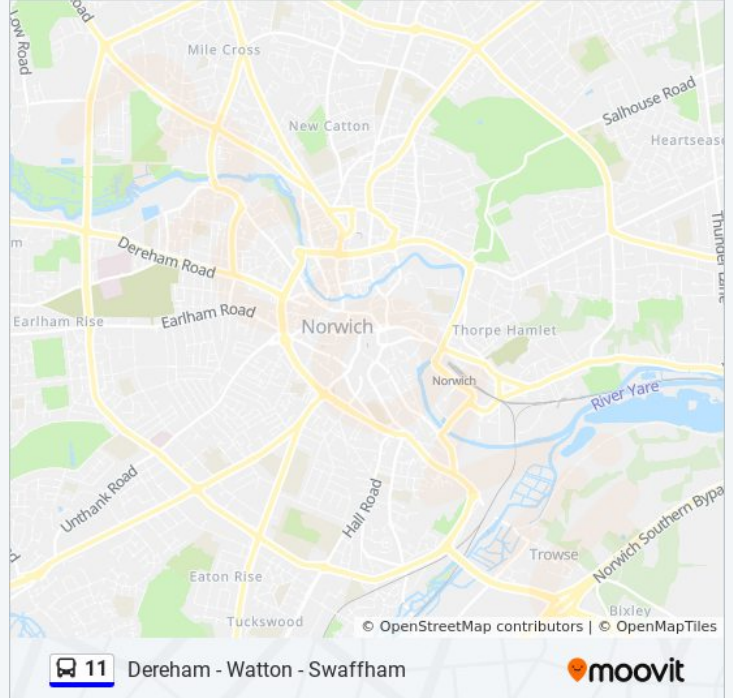 oad
Low Road
Mile Cross
New Catton
Salhouse Road
Heartseas
m
Dereham Road
Thunder Lane
Earlham Rise
Earlham Road
Norwich
Thorpe Hamlet
Norwich
River Yare
Unthank Road
Hall Road
Norwich Southern Bypa
Trowse
Eaton Rise
Bixley
Tuckswood
© OpenStreetMap contributors | © OpenMapTiles
11 Dereham - Watton - Swaffham
moovit